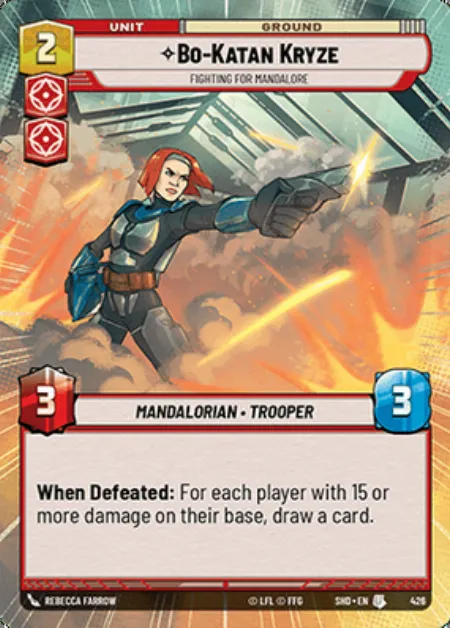 UNIT GROUND
2
✧BO-KATAN KRYZE
FIGHTING FOR MANDALORE
3 MANDALORIAN • TROOPER 3
When Defeated: For each player with 15 or
more damage on their base, draw a card.
REBECCA FARROW © LFL © FFG SHD•EN 426